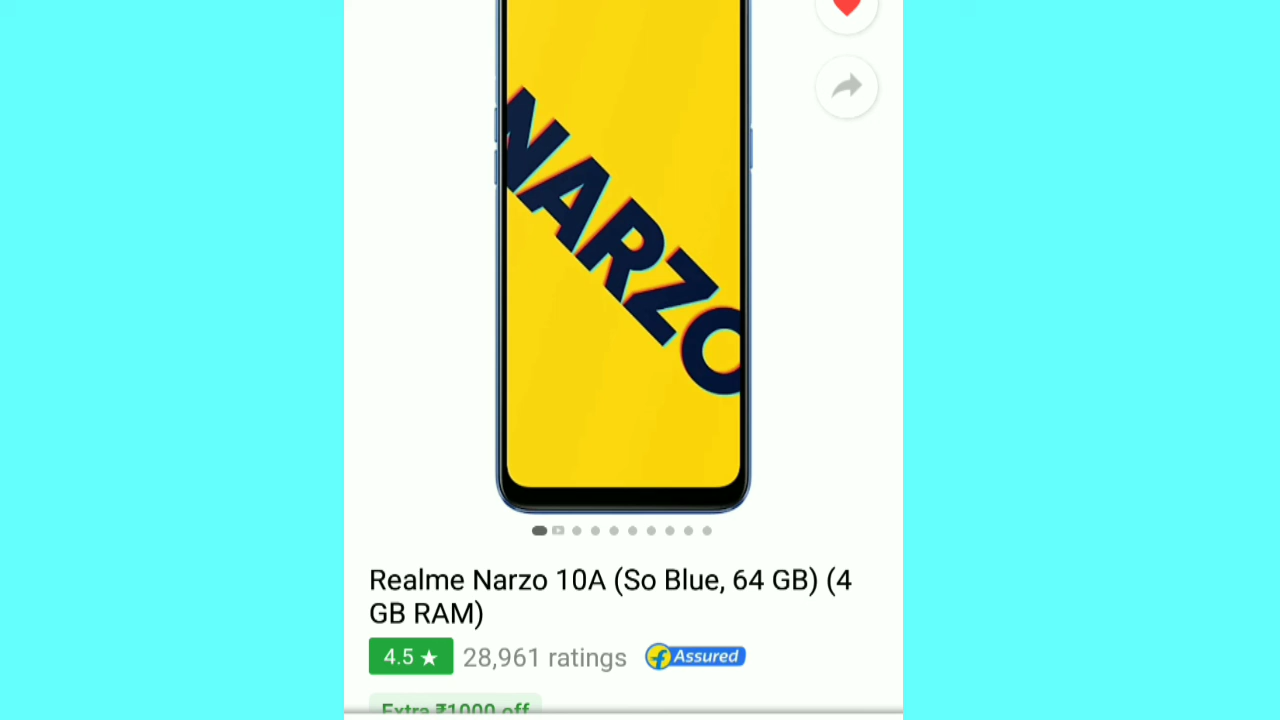 NARZO
Realme Narzo 10A (So Blue, 64 GB) (4
GB RAM)
4.5 ★ 28,961 ratings f Assured
Extra ₹1000 off